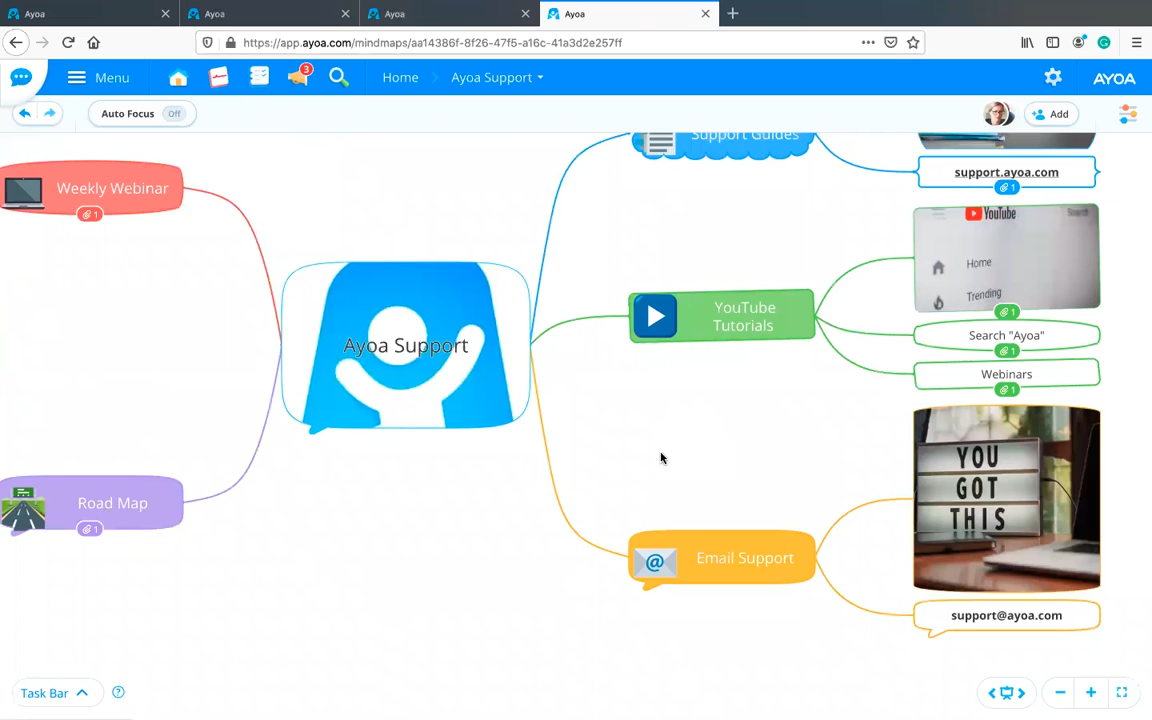 Ayoa
Ayoa
Ayoa
Ayoa
https://app.ayoa.com/mindmaps/aa14386f-8f26-47f5-a16c-41a3d2e257ff
Menu
3
Home
Ayoa Support
AYOA
Auto Focus
Off
Add
Weekly Webinar
1
Road Map
1
Ayoa Support
Support Guides
support.ayoa.com
1
YouTube
Tutorials
YouTube
Search
Home
Trending
1
Search "Ayoa"
1
Webinars
1
@
Email Support
YOU
GOT
THIS
support@ayoa.com
Task Bar
?